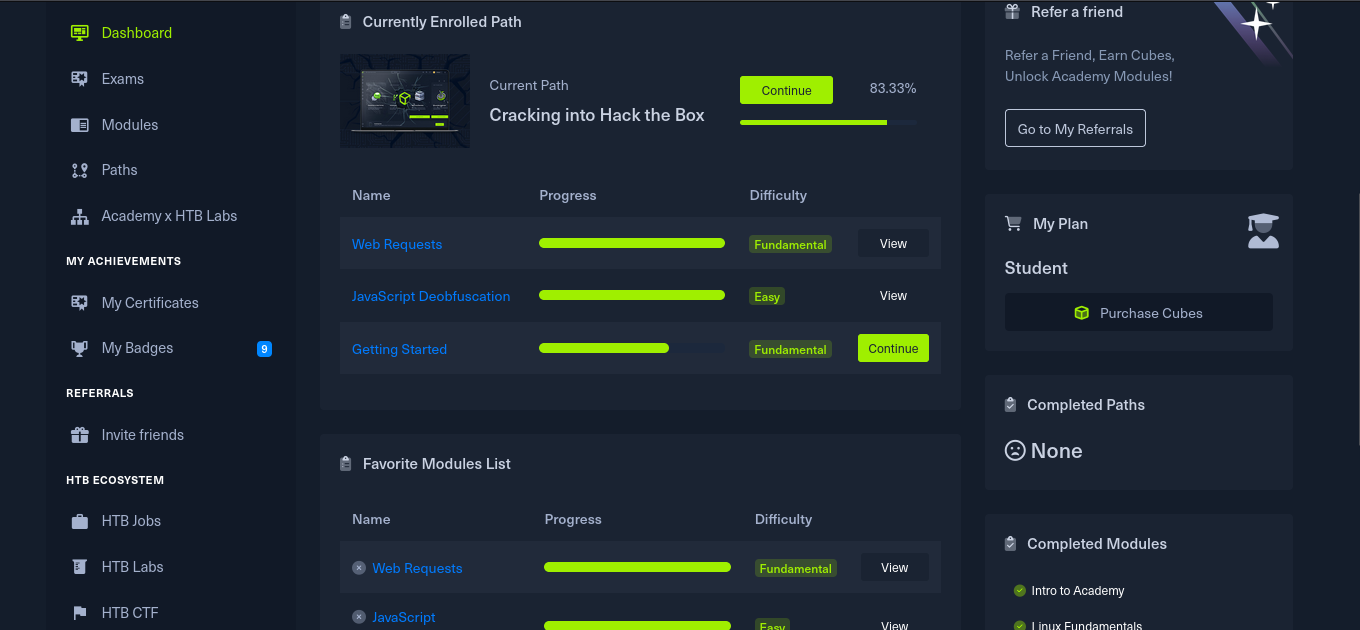 Dashboard
Exams
Modules
Paths
Academy x HTB Labs
MY ACHIEVEMENTS
My Certificates
My Badges 9
REFERRALS
Invite friends
HTB ECOSYSTEM
HTB Jobs
HTB Labs
HTB CTF
Currently Enrolled Path
Current Path
Cracking into Hack the Box
Continue 83.33%
Name Progress Difficulty
Web Requests Fundamental View
JavaScript Deobfuscation Easy View
Getting Started Fundamental Continue
Favorite Modules List
Name Progress Difficulty
Web Requests Fundamental View
JavaScript
Easy View
Refer a friend
Refer a Friend, Earn Cubes,
Unlock Academy Modules!
Go to My Referrals
My Plan
Student
Purchase Cubes
Completed Paths
None
Completed Modules
Intro to Academy
Linux Fundamentals